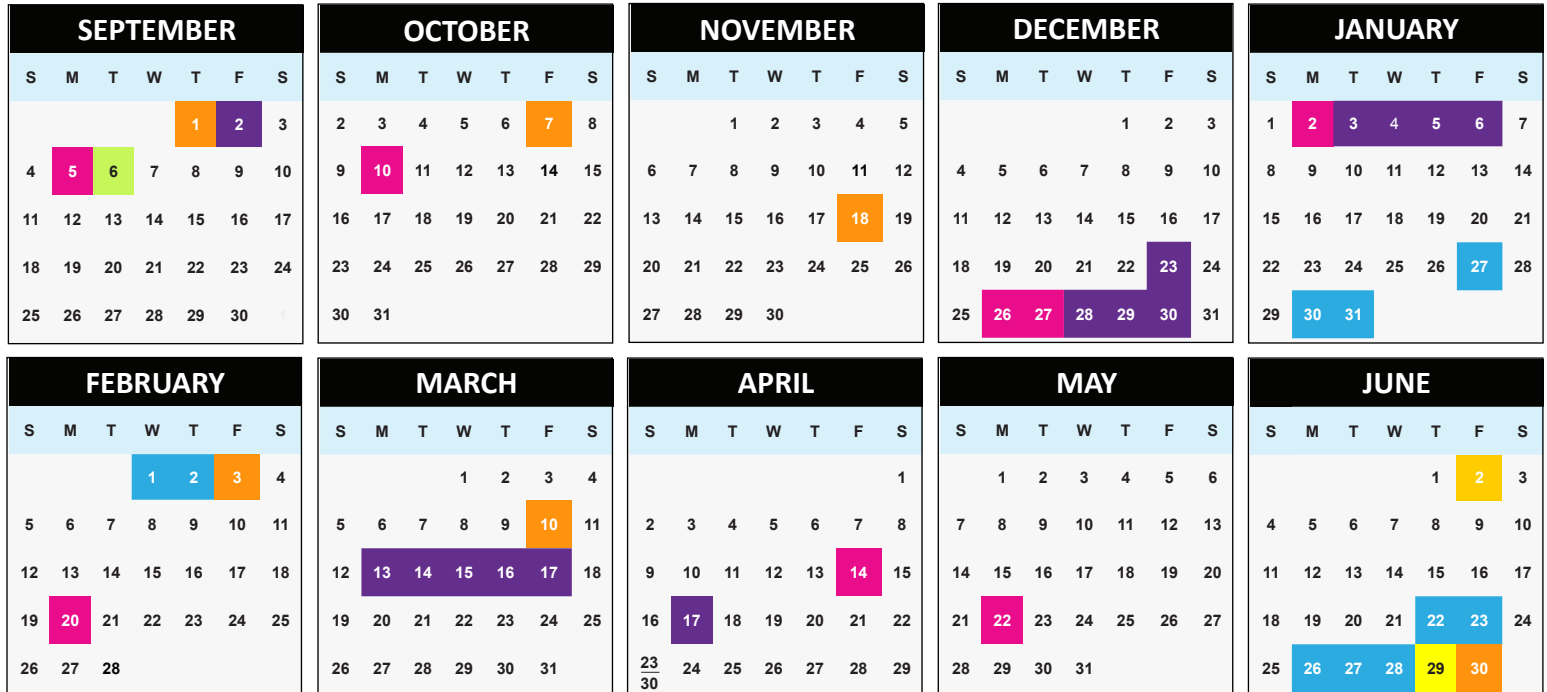 SEPTEMBER OCTOBER NOVEMBER DECEMBER JANUARY
S M T W T F S S M T W T F S S M T W T F S S M T W T F S S M T W T F S
1 2 3 2 3 4 5 6 7 8 1 2 3 4 5 1 2 3 1 2 3 4 5 6 7
4 5 6 7 8 9 10 9 10 11 12 13 14 15 6 7 8 9 10 11 12 4 5 6 7 8 9 10 8 9 10 11 12 13 14
11 12 13 14 15 16 17 16 17 18 19 20 21 22 13 14 15 16 17 18 19 11 12 13 14 15 16 17 15 16 17 18 19 20 21
18 19 20 21 22 23 24 23 24 25 26 27 28 29 20 21 22 23 24 25 26 18 19 20 21 22 23 24 22 23 24 25 26 27 28
25 26 27 28 29 30 1 30 31 27 28 29 30 25 26 27 28 29 30 31 29 30 31
FEBRUARY MARCH APRIL MAY JUNE
S M T W T F S S M T W T F S S M T W T F S S M T W T F S S M T W T F S
1 2 3 4 1 2 3 4 1 1 2 3 4 5 6 1 2 3
5 6 7 8 9 10 11 5 6 7 8 9 10 11 2 3 4 5 6 7 8 7 8 9 10 11 12 13 4 5 6 7 8 9 10
12 13 14 15 16 17 18 12 13 14 15 16 17 18 9 10 11 12 13 14 15 14 15 16 17 18 19 20 11 12 13 14 15 16 17
19 20 21 22 23 24 25 19 20 21 22 23 24 25 16 17 18 19 20 21 22 21 22 23 24 25 26 27 18 19 20 21 22 23 24
26 27 28 26 27 28 29 30 31 23/30 24 25 26 27 28 29 28 29 30 31 25 26 27 28 29 30